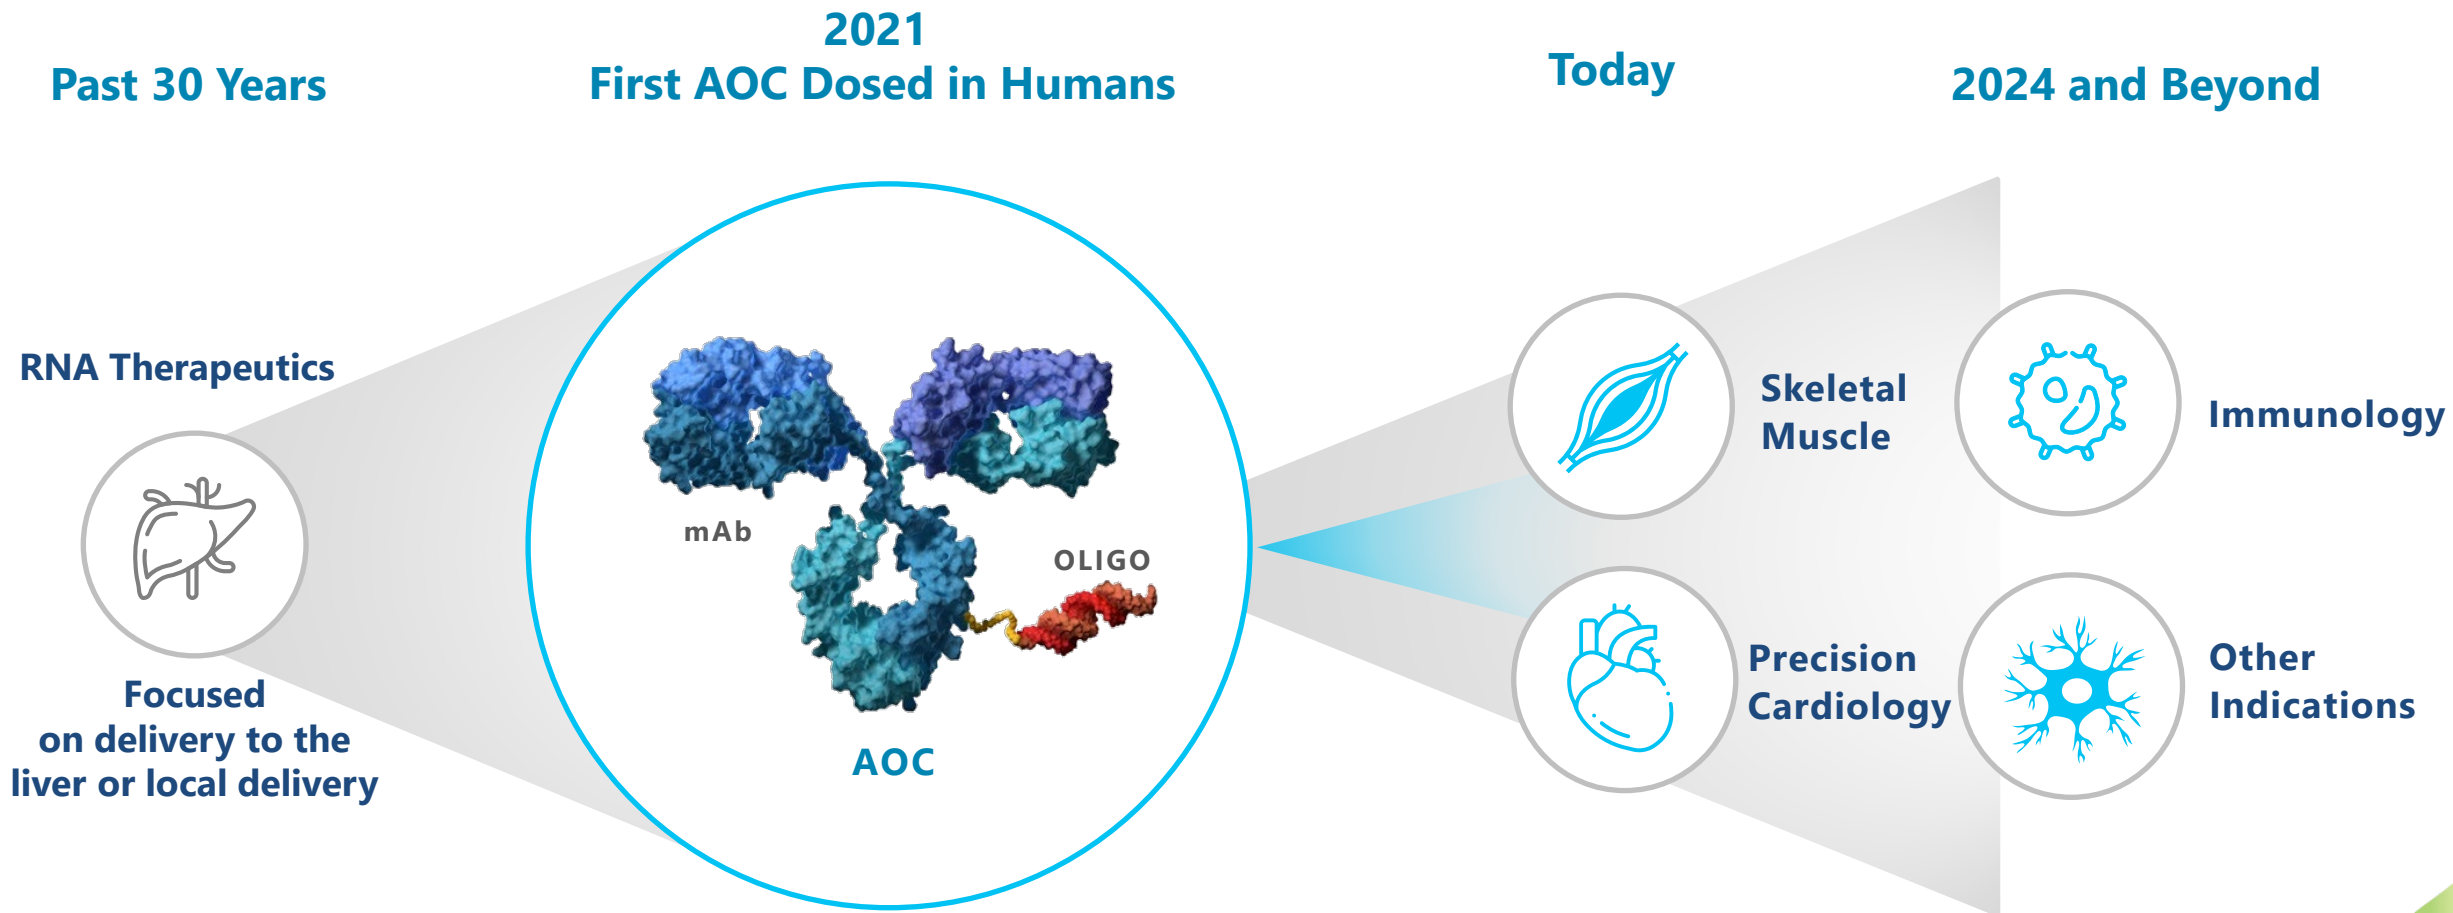 Past 30 Years
RNA Therapeutics
Focused
on delivery to the
liver or local delivery
2021
First AOC Dosed in Humans
mAb
OLIGO
AOC
Today
Skeletal
Muscle
Precision
Cardiology
2024 and Beyond
Immunology
Other
Indications